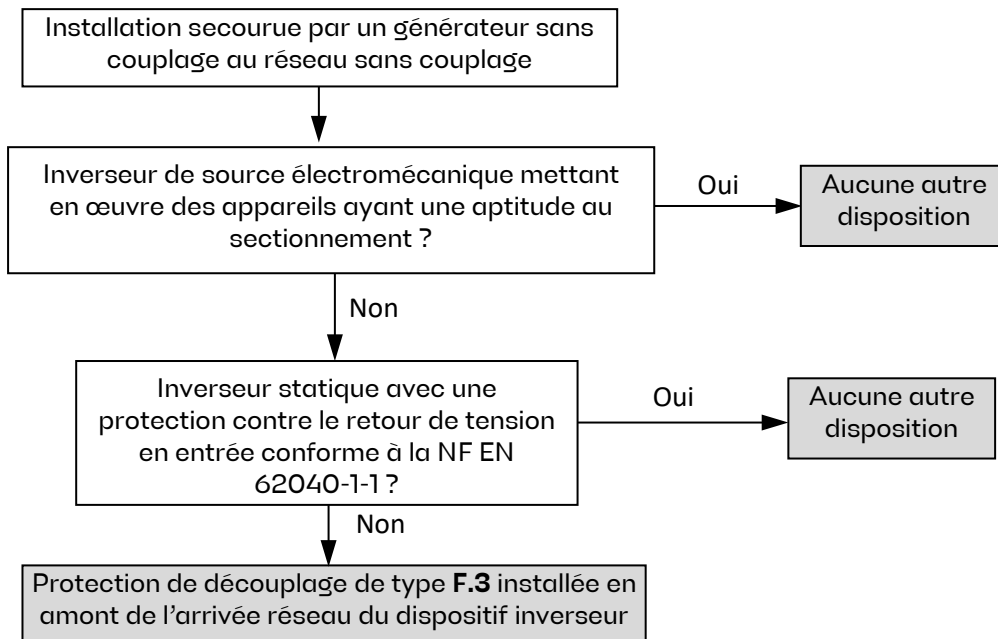 Installation secourue par un générateur sans
couplage au réseau sans couplage
Inverseur de source électromécanique mettant
en œuvre des appareils ayant une aptitude au
sectionnement ?
Oui
Aucune autre
disposition
Non
Inverseur statique avec une
protection contre le retour de tension
en entrée conforme à la NF EN
62040-1-1 ?
Oui
Aucune autre
disposition
Non
Protection de découplage de type F.3 installée en
amont de l'arrivée réseau du dispositif inverseur